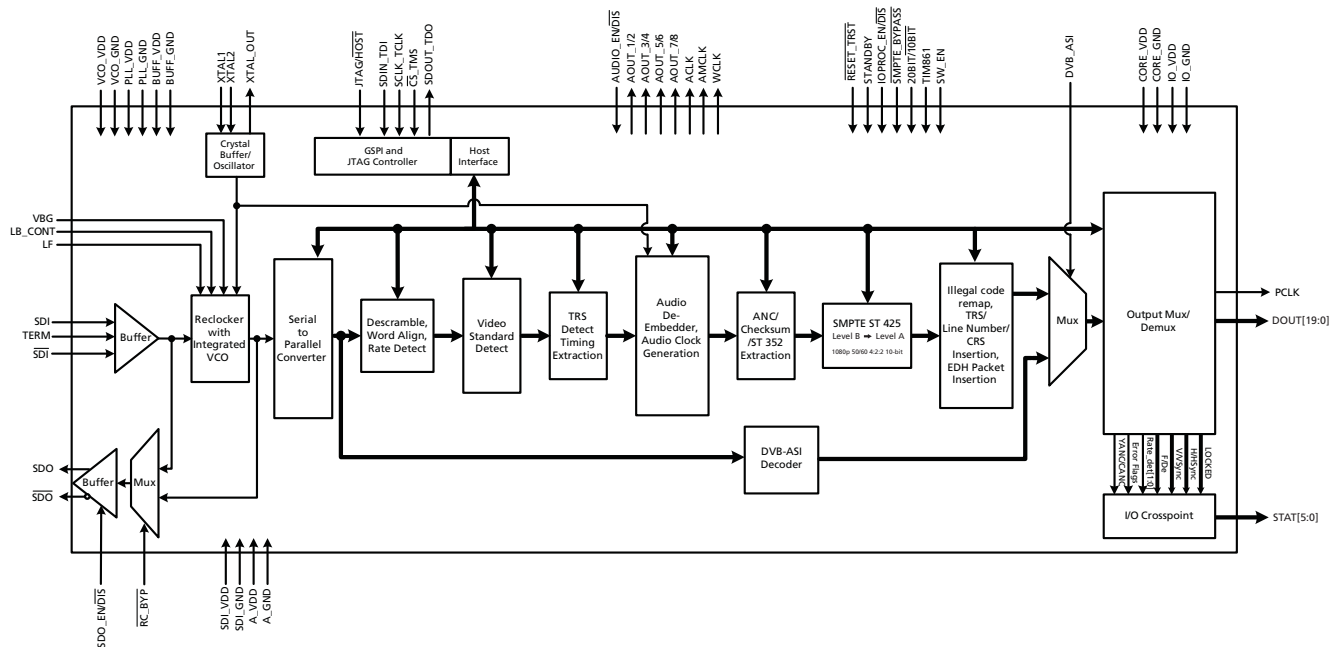 VCO_VDD
VCO_GND
PLL_VDD
PLL_GND
BUFF_VDD
BUFF_GND
XTAL1
XTAL2
XTAL_OUT
JTAG/HOST
SDIN_TDI
SCLK_TCLK
CS_TMS
SDOUT_TDO
AUDIO_EN/DIS
AOUT_1/2
AOUT_3/4
AOUT_5/6
AOUT_7/8
ACLK
AMCLK
WCLK
RESET_TRST
STANDBY
IOPROC_EN/DIS
SMPTE_BYPASS
20BIT/10BIT
TIM861
SW_EN
DVB_ASI
CORE_VDD
CORE_GND
IO_VDD
IO_GND
Crystal
Buffer/
Oscillator
GSPI and
JTAG Controller
Host
Interface
VBG
LB_CONT
LF
SDI
TERM
SDI
Buffer
Reclocker
with
Integrated
VCO
Serial
to
Parallel
Converter
Descramble,
Word Align,
Rate Detect
Video
Standard
Detect
TRS
Detect
Timing
Extraction
Audio
De-
Embedder,
Audio Clock
Generation
ANC/
Checksum
/ST 352
Extraction
SMPTE ST 425
Level B → Level A
1080p 50/60 4:2:2 10-bit
Illegal code
remap,
TRS/
Line Number/
CRS
Insertion,
EDH Packet
Insertion
Mux
Output Mux/
Demux
PCLK
DOUT[19:0]
DVB-ASI
Decoder
YANC/CANC
Error Flags
Rate_det[1:0]
F/De
V/VSync
H/HSync
LOCKED
I/O Crosspoint
STAT[5:0]
SDO
SDO
Buffer
Mux
SDO_EN/DIS
RC_BYP
SDI_VDD
SDI_GND
A_VDD
A_GND